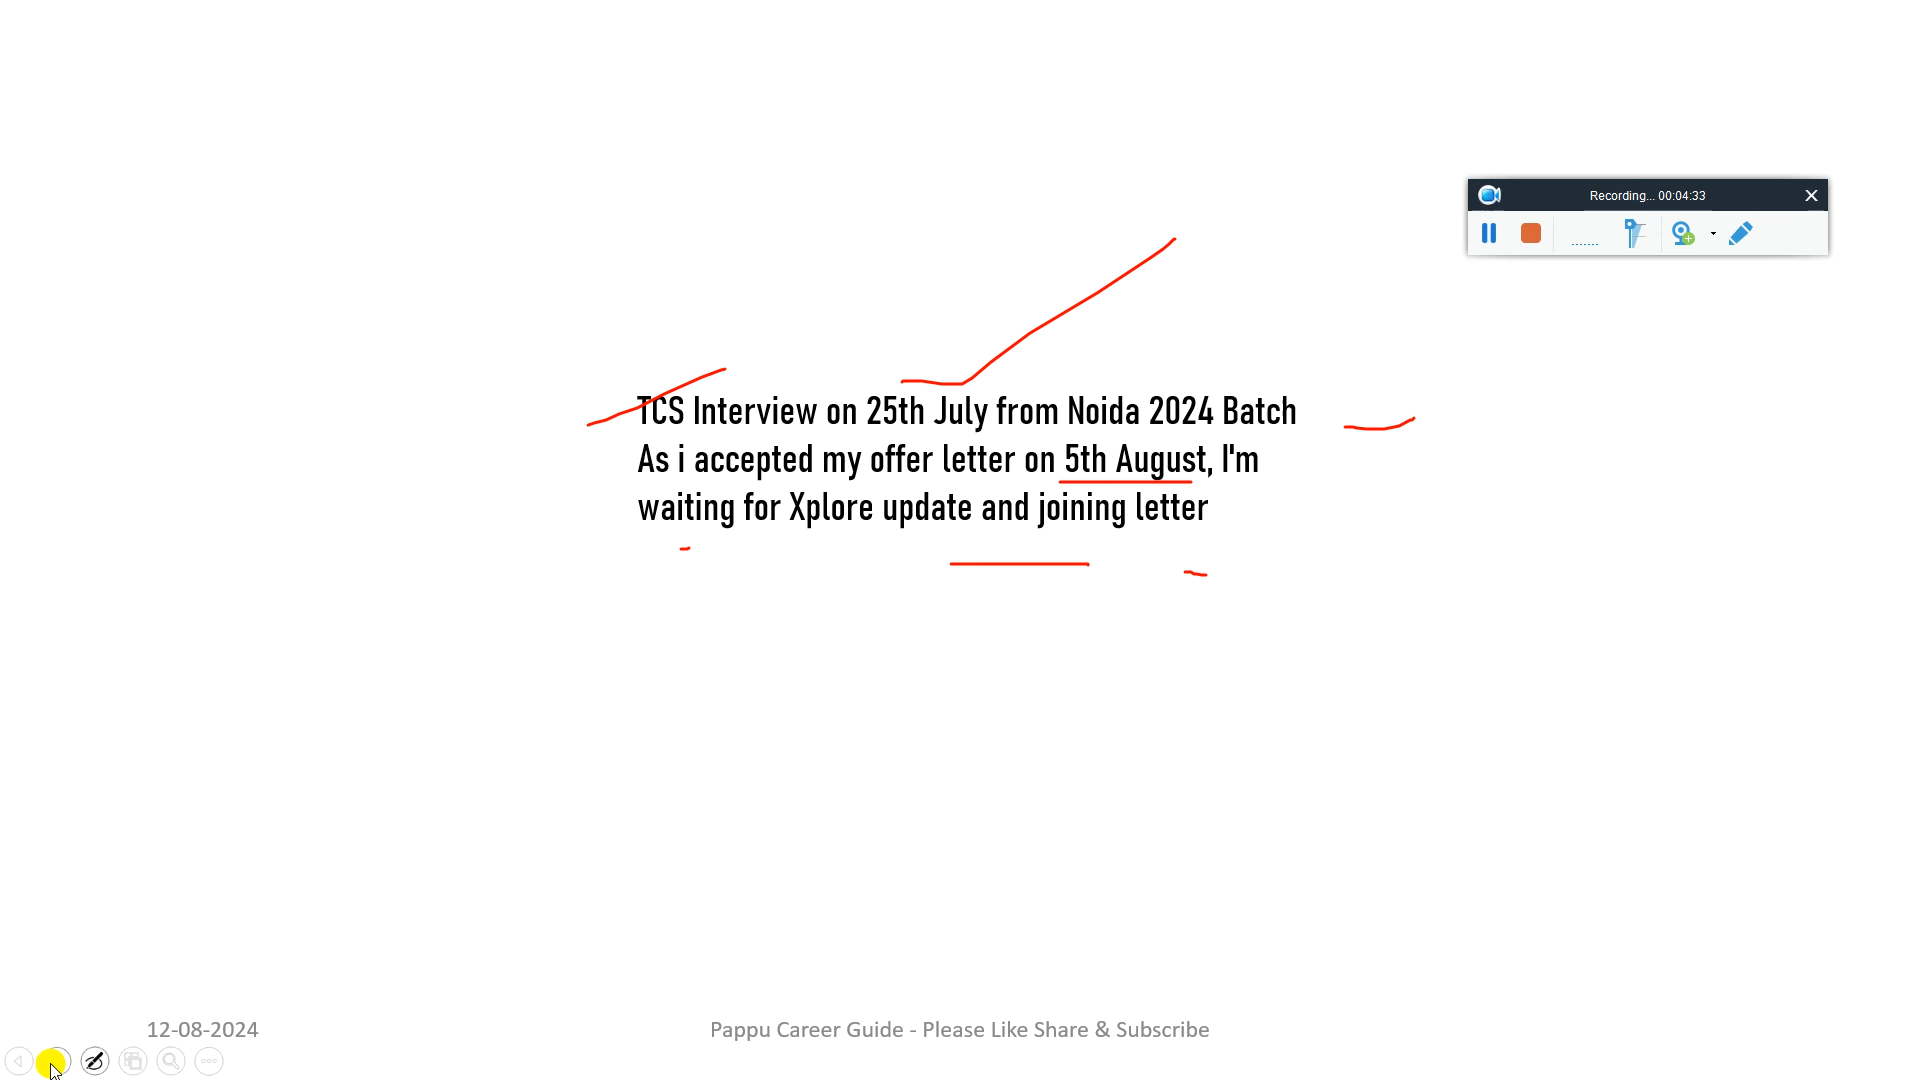 Recording... 00:04:33
TCS Interview on 25th July from Noida 2024 Batch
As i accepted my offer letter on 5th August, I'm
waiting for Xplore update and joining letter
12-08-2024
Pappu Career Guide - Please Like Share & Subscribe